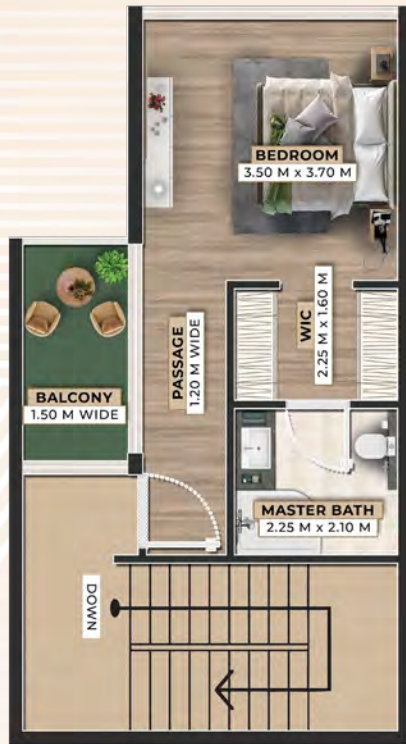 BEDROOM
3.50 M x 3.70 M
WIC
2.25 M x 1.60 M
PASSAGE
1.20 M WIDE
BALCONY
1.50 M WIDE
MASTER BATH
2.25 M x 2.10 M
DOWN